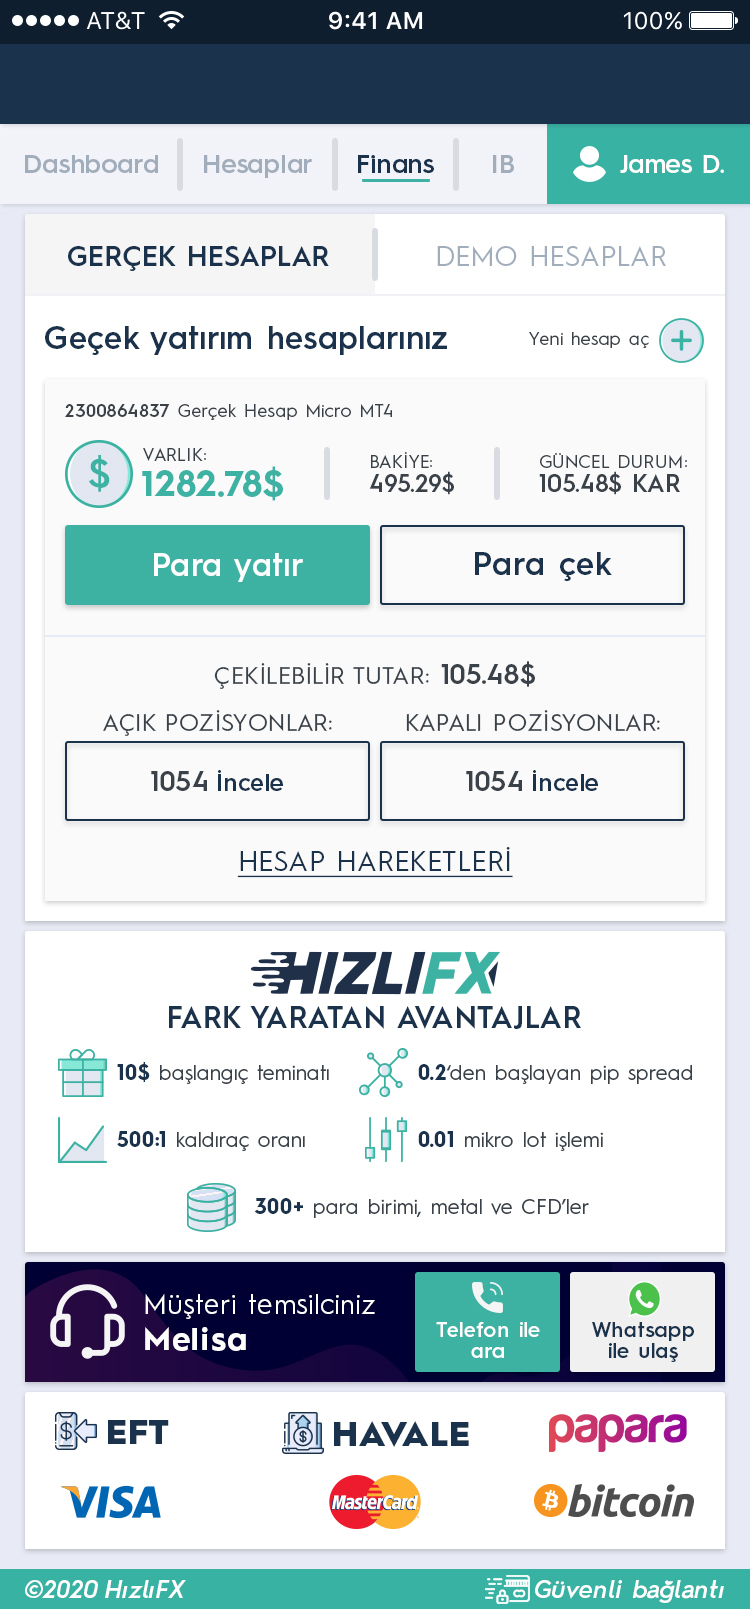 AT&T 9:41 AM 100%
Dashboard Hesaplar Finans IB James D.
GERÇEK HESAPLAR DEMO HESAPLAR
Geçek yatırım hesaplarınız Yeni hesap aç
2300864837 Gerçek Hesap Micro MT4
VARLIK: BAKİYE: GÜNCEL DURUM:
$ 1282.78$ 495.29$ 105.48$ KAR
Para yatır Para çek
ÇEKİLEBİLİR TUTAR: 105.48$
AÇIK POZİSYONLAR: KAPALI POZİSYONLAR:
1054 İncele 1054 İncele
HESAP HAREKETLERİ
HIZLIFX
FARK YARATAN AVANTAJLAR
10$ başlangıç teminatı 0.2'den başlayan pip spread
500:1 kaldıraç oranı 0.01 mikro lot işlemi
300+ para birimi, metal ve CFD'ler
Müşteri temsilciniz
Melisa
Telefon ile
ara
Whatsapp
ile ulaş
EFT HAVALE papara
VISA MasterCard bitcoin
©2020 HızlıFX Güvenli bağlantı